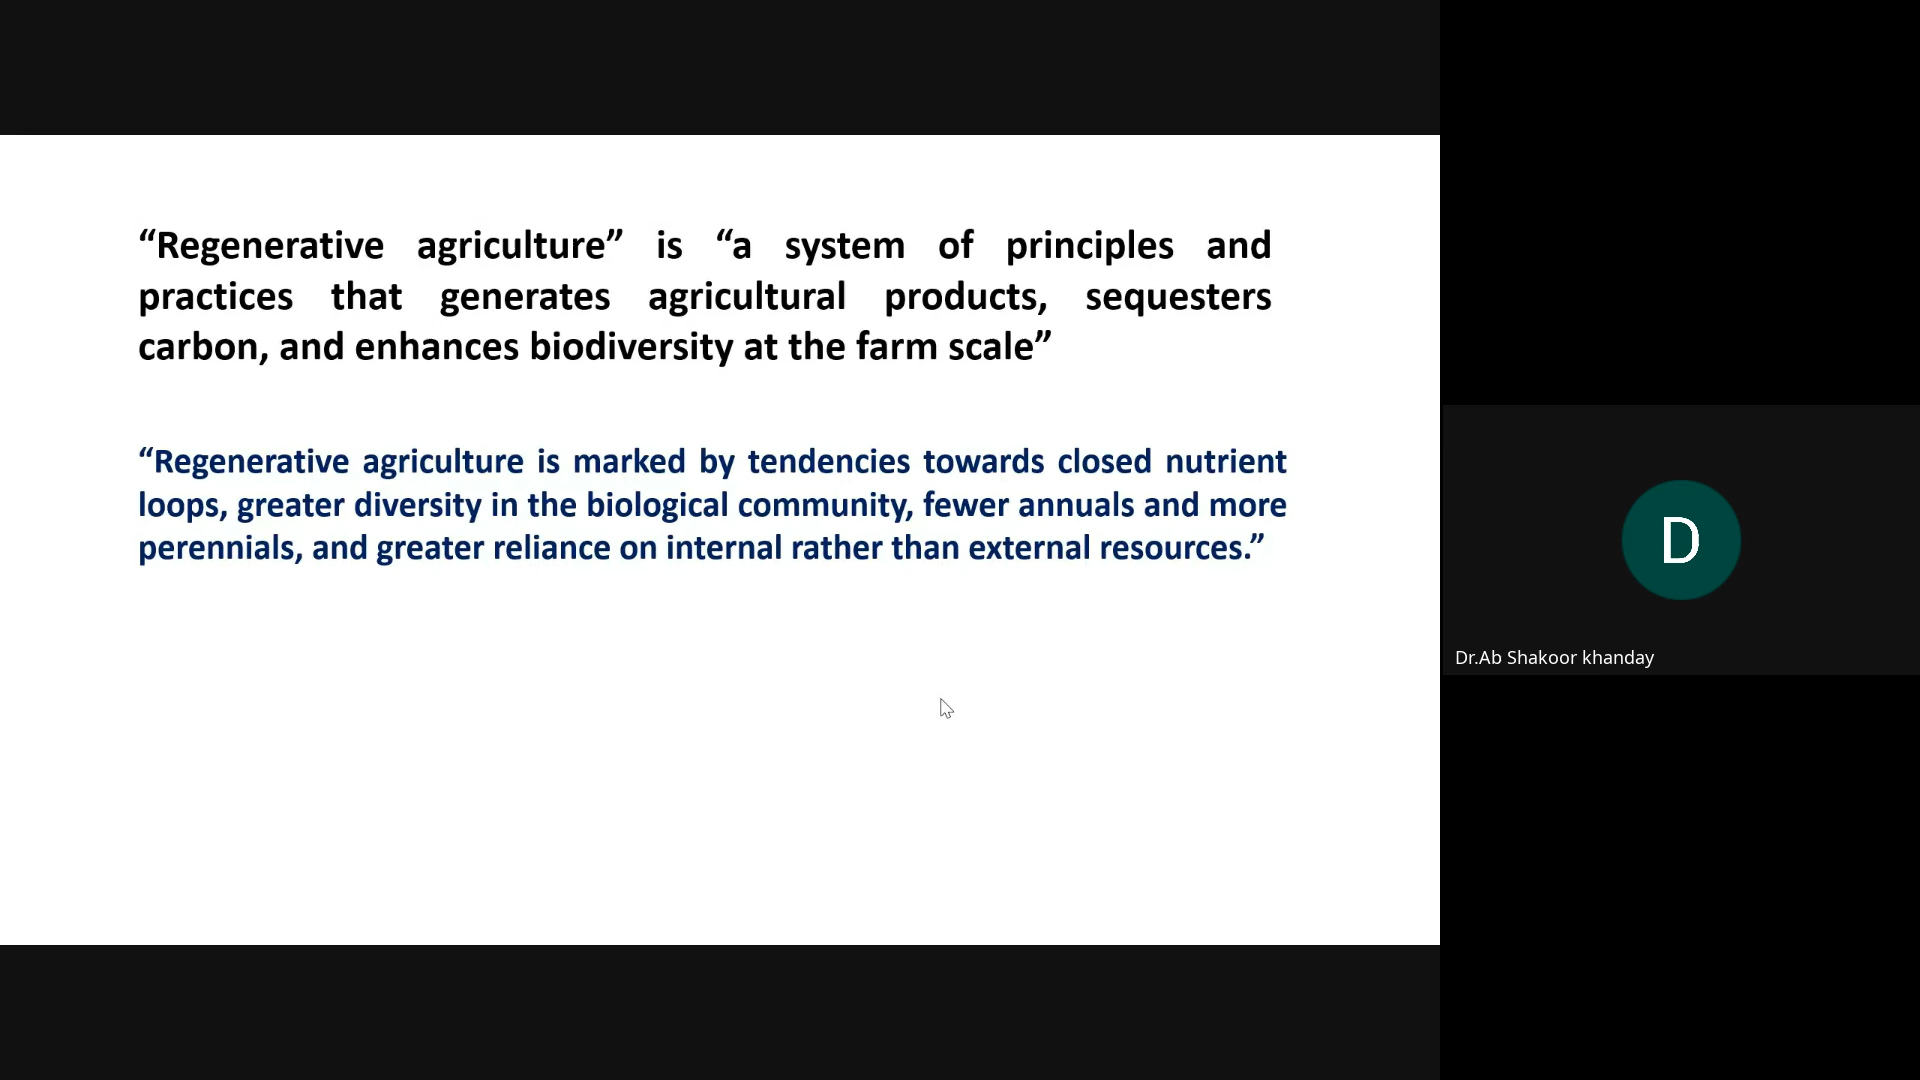 “Regenerative agriculture” is “a system of principles and
practices that generates agricultural products, sequesters
carbon, and enhances biodiversity at the farm scale”
“Regenerative agriculture is marked by tendencies towards closed nutrient
loops, greater diversity in the biological community, fewer annuals and more
perennials, and greater reliance on internal rather than external resources.”
D
Dr.Ab Shakoor khanday